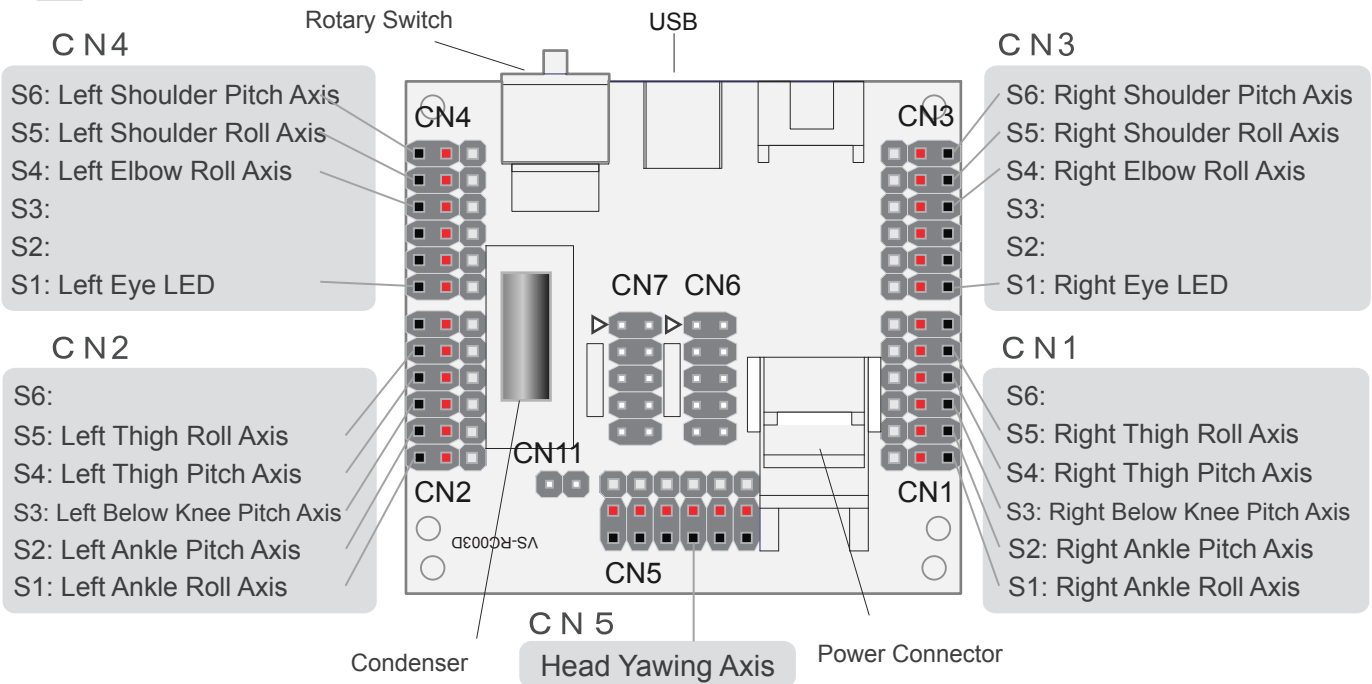 Rotary Switch
USB
CN4
S6: Left Shoulder Pitch Axis
S5: Left Shoulder Roll Axis
S4: Left Elbow Roll Axis
S3:
S2:
S1: Left Eye LED
CN2
S6:
S5: Left Thigh Roll Axis
S4: Left Thigh Pitch Axis
S3: Left Below Knee Pitch Axis
S2: Left Ankle Pitch Axis
S1: Left Ankle Roll Axis
CN4
CN3
CN7
CN6
CN11
CN2
CN1
VS-RC003D
CN5
CN3
S6: Right Shoulder Pitch Axis
S5: Right Shoulder Roll Axis
S4: Right Elbow Roll Axis
S3:
S2:
S1: Right Eye LED
CN1
S6:
S5: Right Thigh Roll Axis
S4: Right Thigh Pitch Axis
S3: Right Below Knee Pitch Axis
S2: Right Ankle Pitch Axis
S1: Right Ankle Roll Axis
CN5
Head Yawing Axis
Condenser
Power Connector